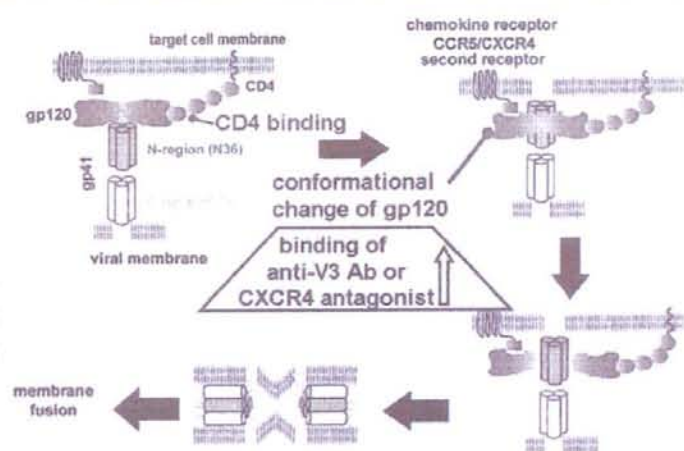 target cell membrane
CD4
gp120
CD4 binding
N-region (N36)
gp41
viral membrane
chemokine receptor
CCR5/CXCR4
second receptor
conformational
change of gp120
binding of
anti-V3 Ab or
CXCR4 antagonist
membrane
fusion